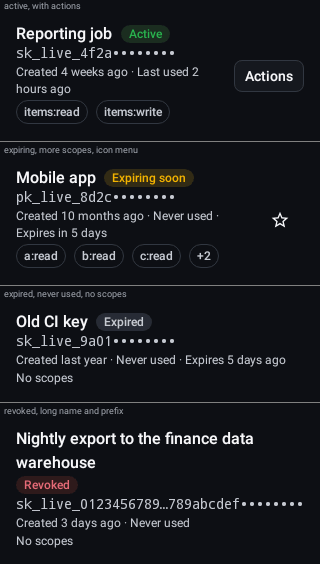 active, with actions
Reporting job Active
sk_live_4f2a••••••••
Created 4 weeks ago · Last used 2
hours ago
Actions
items:read items:write
expiring, more scopes, icon menu
Mobile app Expiring soon
pk_live_8d2c••••••••
Created 10 months ago · Never used ·
Expires in 5 days
a:read b:read c:read +2
expired, never used, no scopes
Old CI key Expired
sk_live_9a01••••••••
Created last year · Never used · Expires 5 days ago
No scopes
revoked, long name and prefix
Nightly export to the finance data
warehouse
Revoked
sk_live_0123456789…789abcdef••••••••
Created 3 days ago · Never used
No scopes